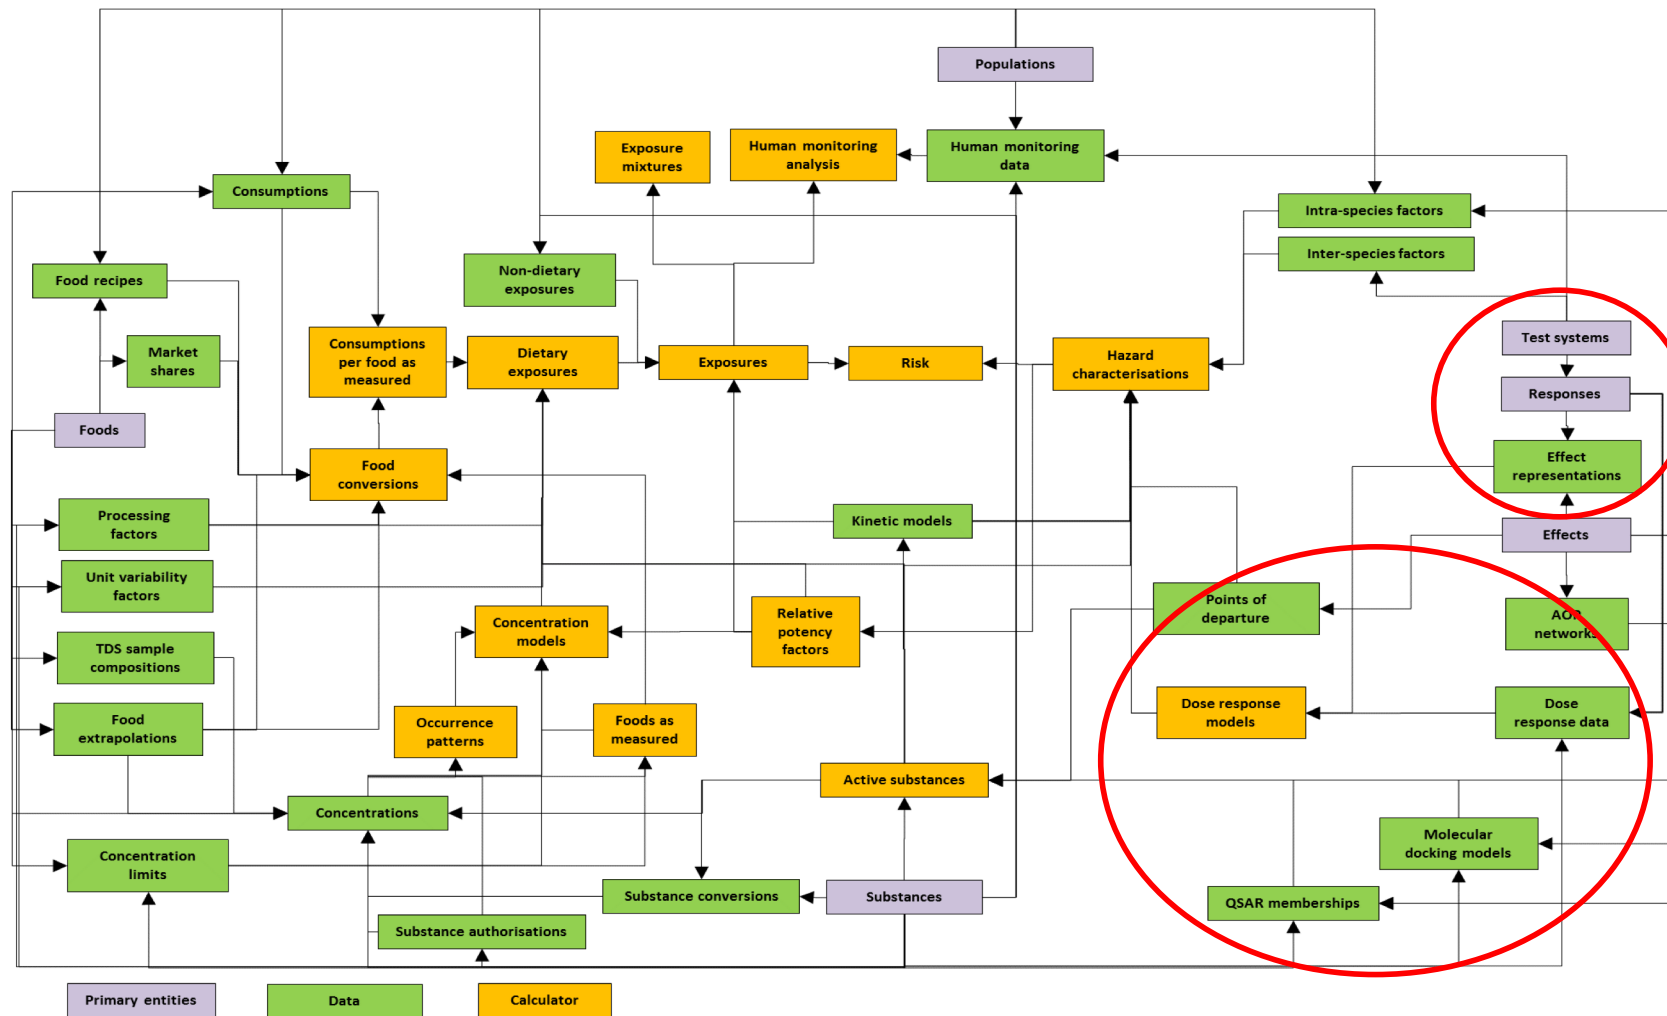 Populations
Exposure
mixtures
Human monitoring
analysis
Human monitoring
data
Consumptions
Intra-species factors
Inter-species factors
Food recipes
Non-dietary
exposures
Test systems
Market
shares
Consumptions
per food as
measured
Dietary
exposures
Exposures
Risk
Hazard
characterisations
Responses
Foods
Effect
representations
Food
conversions
Processing
factors
Kinetic models
Effects
Unit variability
factors
Points of
departure
AOP
networks
Concentration
models
Relative
potency
factors
TDS sample
compositions
Food
extrapolations
Occurrence
patterns
Foods as
measured
Dose response
models
Dose
response data
Active substances
Concentrations
Molecular
docking models
Concentration
limits
Substance conversions
Substances
QSAR memberships
Substance authorisations
Primary entities
Data
Calculator